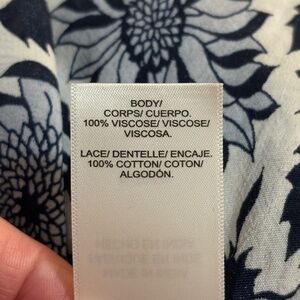 BODY/
CORPS/ CUERPO.
100% VISCOSE/ VISCOSE/
VISCOSA.
LACE/ DENTELLE/ ENCAJE.
100% COTTON/ COTON/
ALGODÓN.